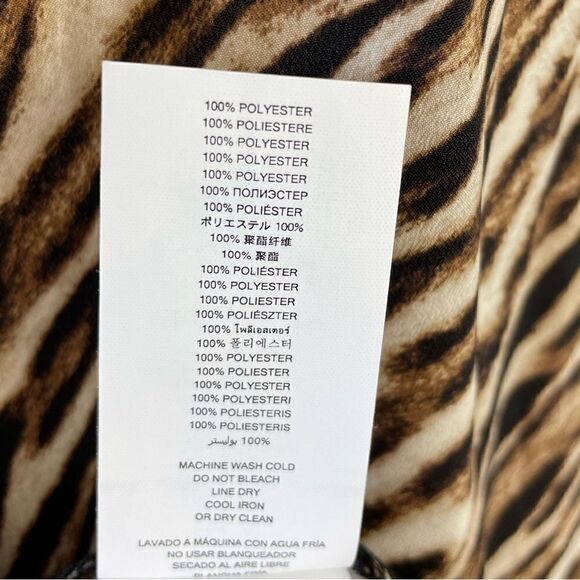 100% POLYESTER
100% POLIESTERE
100% POLYESTER
100% POLYESTER
100% POLYESTER
100% ПОЛИЭСТЕР
100% POLIÉSTER
ポリエステル 100%
100% 聚酯纤维
100% 聚酯
100% POLIÉSTER
100% POLYESTER
100% POLIESTER
100% POLIÉSZTER
100% โพลีเอสเตอร์
100% 폴리에스터
100% POLYESTER
100% POLIESTER
100% POLYESTER
100% POLYESTERI
100% POLIESTERIS
100% POLIESTERIS
100% بوليستر
MACHINE WASH COLD
DO NOT BLEACH
LINE DRY
COOL IRON
OR DRY CLEAN
LAVADO A MÁQUINA CON AGUA FRÍA
NO USAR BLANQUEADOR
SECADO AL AIRE LIBRE
PLANCHA FRÍA